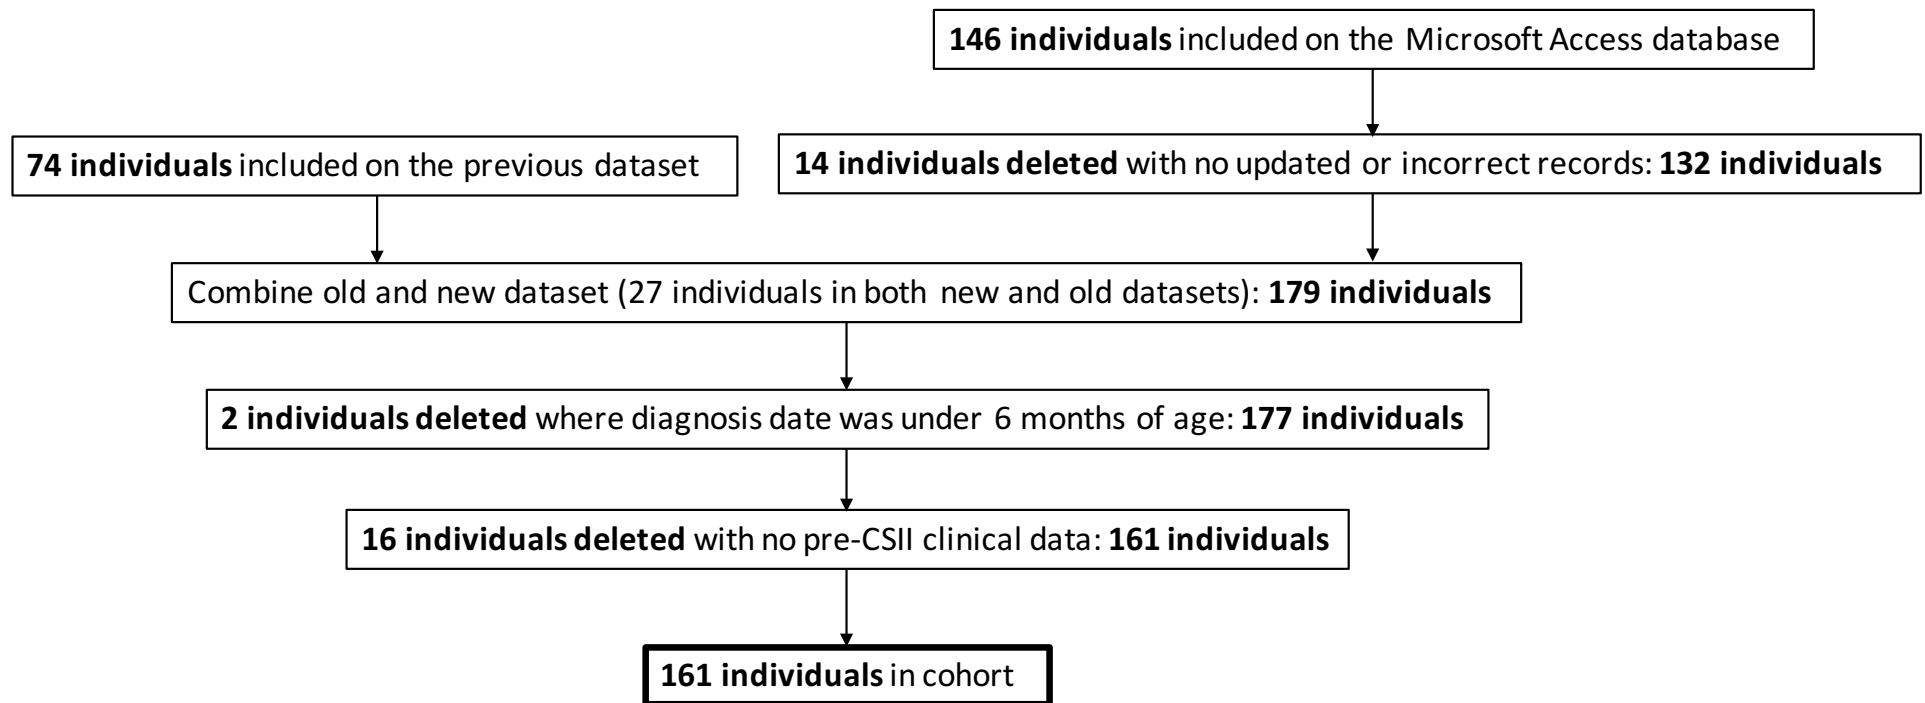 146 individuals included on the Microsoft Access database
74 individuals included on the previous dataset
14 individuals deleted with no updated or incorrect records: 132 individuals
Combine old and new dataset (27 individuals in both new and old datasets): 179 individuals
2 individuals deleted where diagnosis date was under 6 months of age: 177 individuals
16 individuals deleted with no pre-CSII clinical data: 161 individuals
161 individuals in cohort